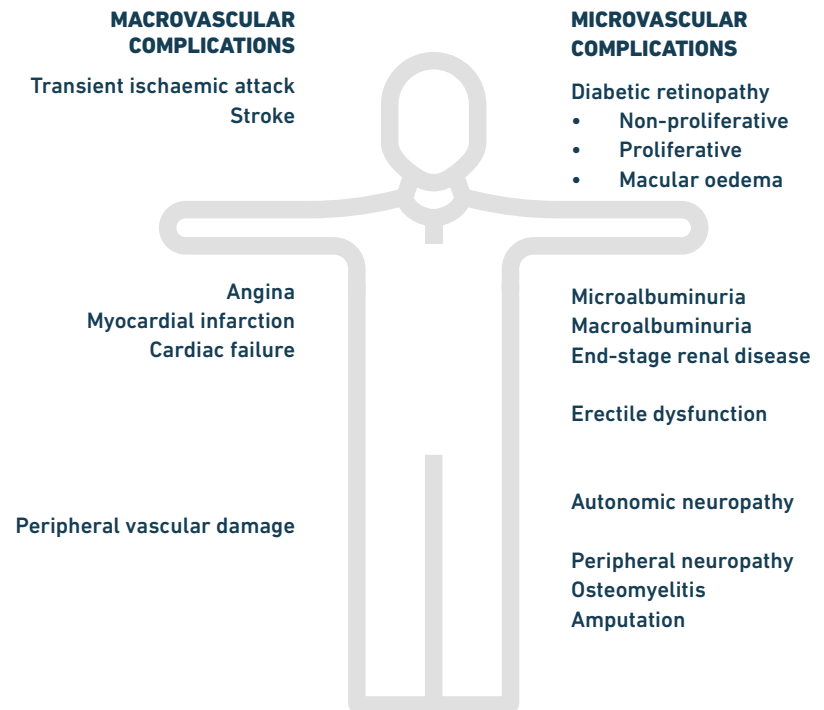 MACROVASCULAR
COMPLICATIONS
Transient ischaemic attack
Stroke
Angina
Myocardial infarction
Cardiac failure
Peripheral vascular damage
MICROVASCULAR
COMPLICATIONS
Diabetic retinopathy
• Non-proliferative
• Proliferative
• Macular oedema
Microalbuminuria
Macroalbuminuria
End-stage renal disease
Erectile dysfunction
Autonomic neuropathy
Peripheral neuropathy
Osteomyelitis
Amputation